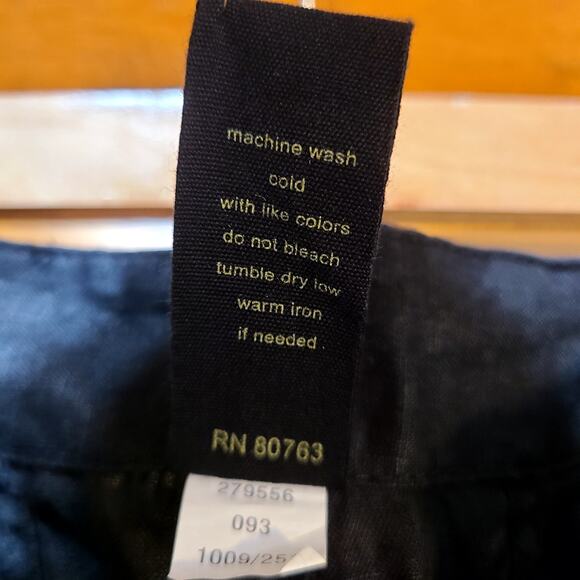 machine wash
cold
with like colors
do not bleach
tumble dry low
warm iron
if needed
RN 80763
279556
093